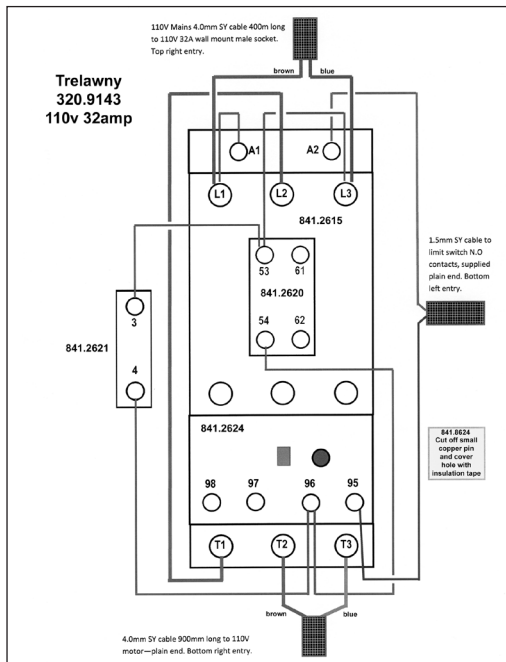 110V Mains 4.0mm SY cable 400m long
to 110V 32A wall mount male socket.
Top right entry.
brown
blue
Trelawny
320.9143
110v 32amp
A1
A2
L1
L2
L3
841.2615
53
61
841.2620
54
62
3
841.2621
4
1.5mm SY cable to
limit switch N.O
contacts, supplied
plain end. Bottom
left entry.
841.2624
98
97
96
95
841.8624
Cut off small
copper pin
and cover
hole with
insulation tape
T1
T2
T3
brown
blue
4.0mm SY cable 900mm long to 110V
motor—plain end. Bottom right entry.